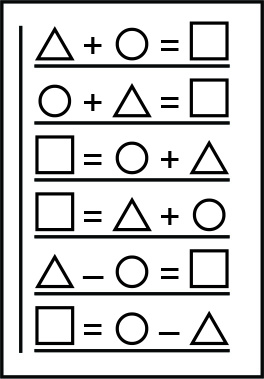 △ + ○ = □
○ + △ = □
□ = ○ + △
□ = △ + ○
△ – ○ = □
□ = ○ – △